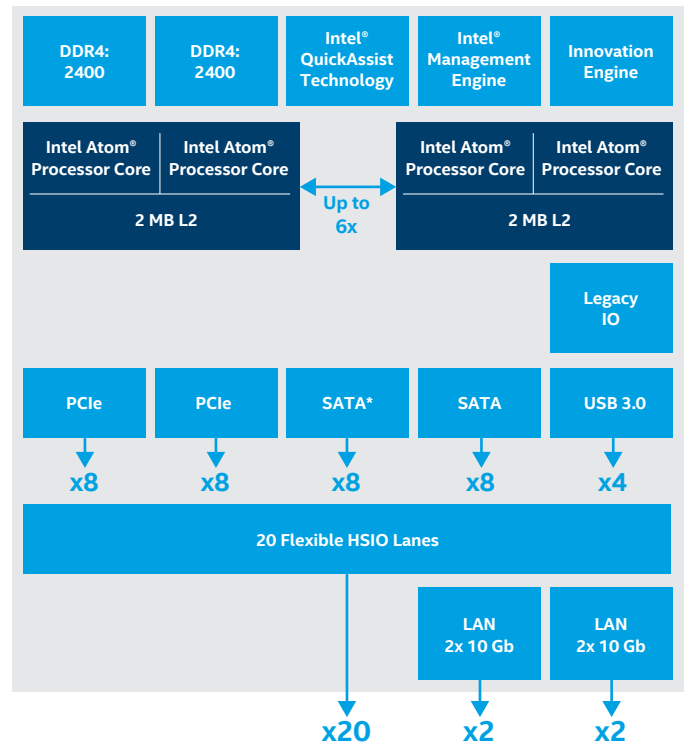 DDR4:
2400
DDR4:
2400
Intel®
QuickAssist
Technology
Intel®
Management
Engine
Innovation
Engine
Intel Atom®
Processor Core
Intel Atom®
Processor Core
2 MB L2
Up to
6x
Intel Atom®
Processor Core
Intel Atom®
Processor Core
2 MB L2
Legacy
IO
PCIe
PCIe
SATA*
SATA
USB 3.0
x8
x8
x8
x8
x4
20 Flexible HSIO Lanes
LAN
2x 10 Gb
LAN
2x 10 Gb
x20
x2
x2